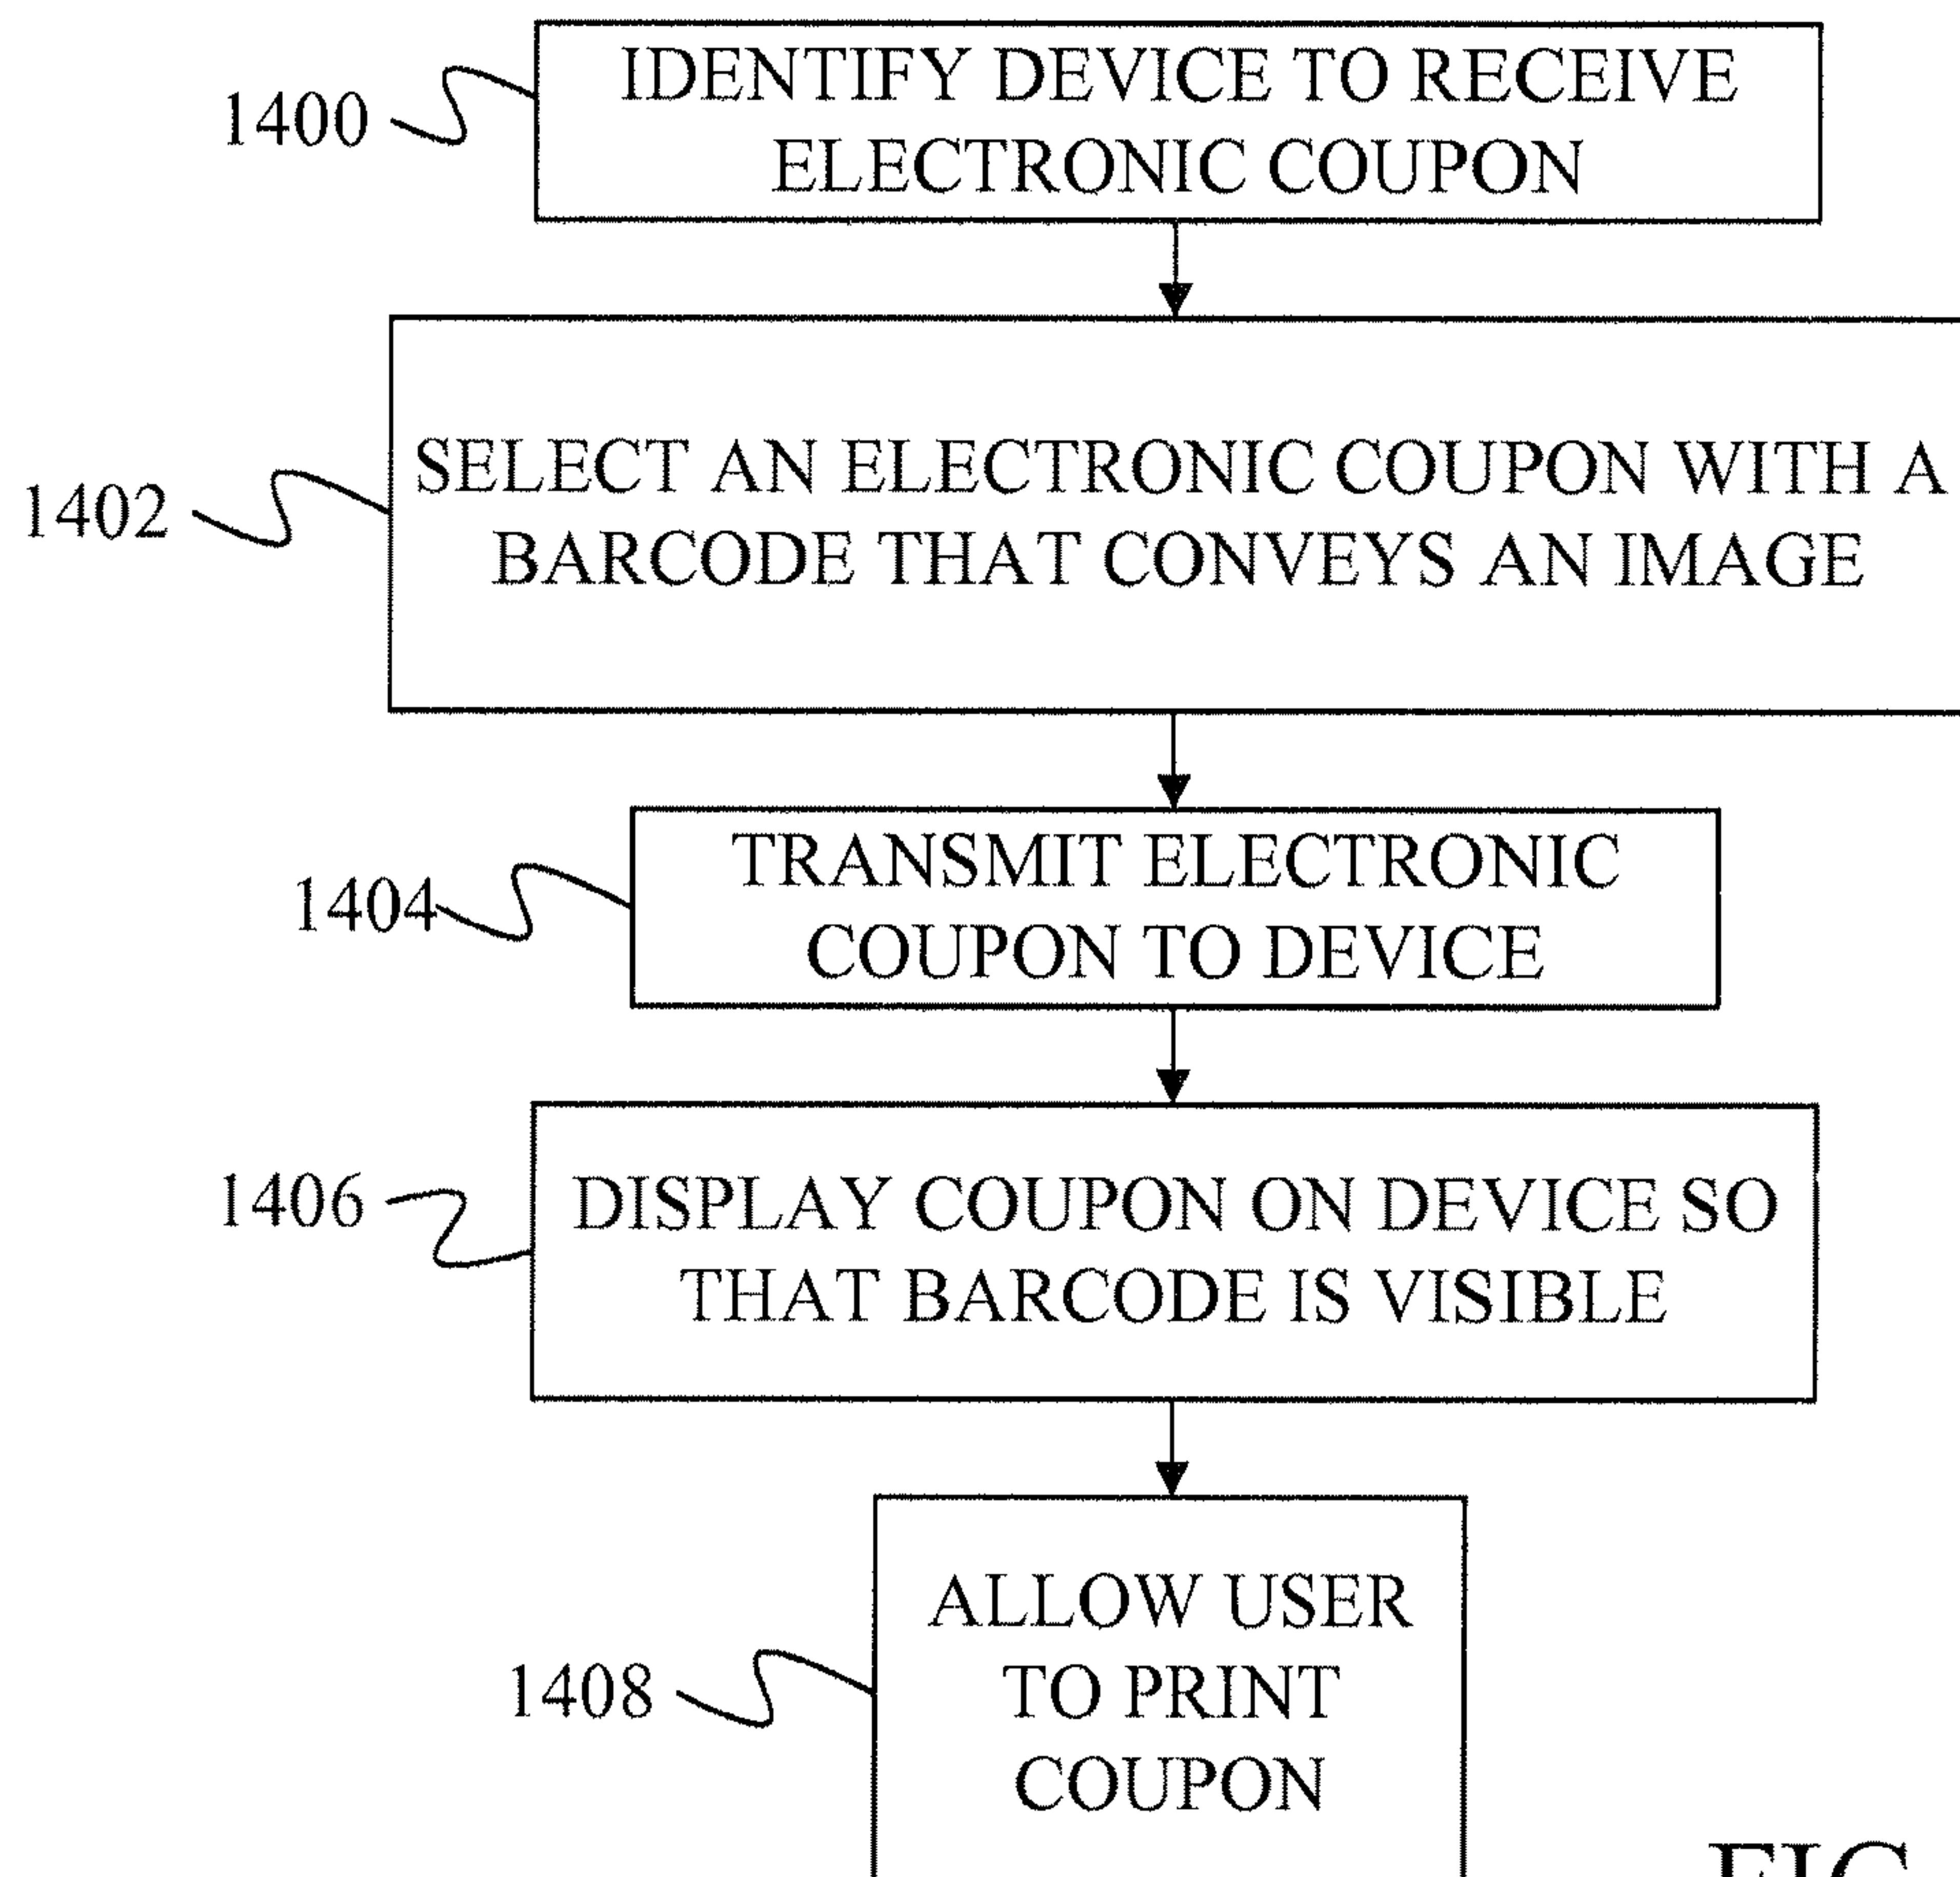 1400
IDENTIFY DEVICE TO RECEIVE
ELECTRONIC COUPON
1402
SELECT AN ELECTRONIC COUPON WITH A
BARCODE THAT CONVEYS AN IMAGE
1404
TRANSMIT ELECTRONIC
COUPON TO DEVICE
1406
DISPLAY COUPON ON DEVICE SO
THAT BARCODE IS VISIBLE
1408
ALLOW USER
TO PRINT
COUPON
FIG